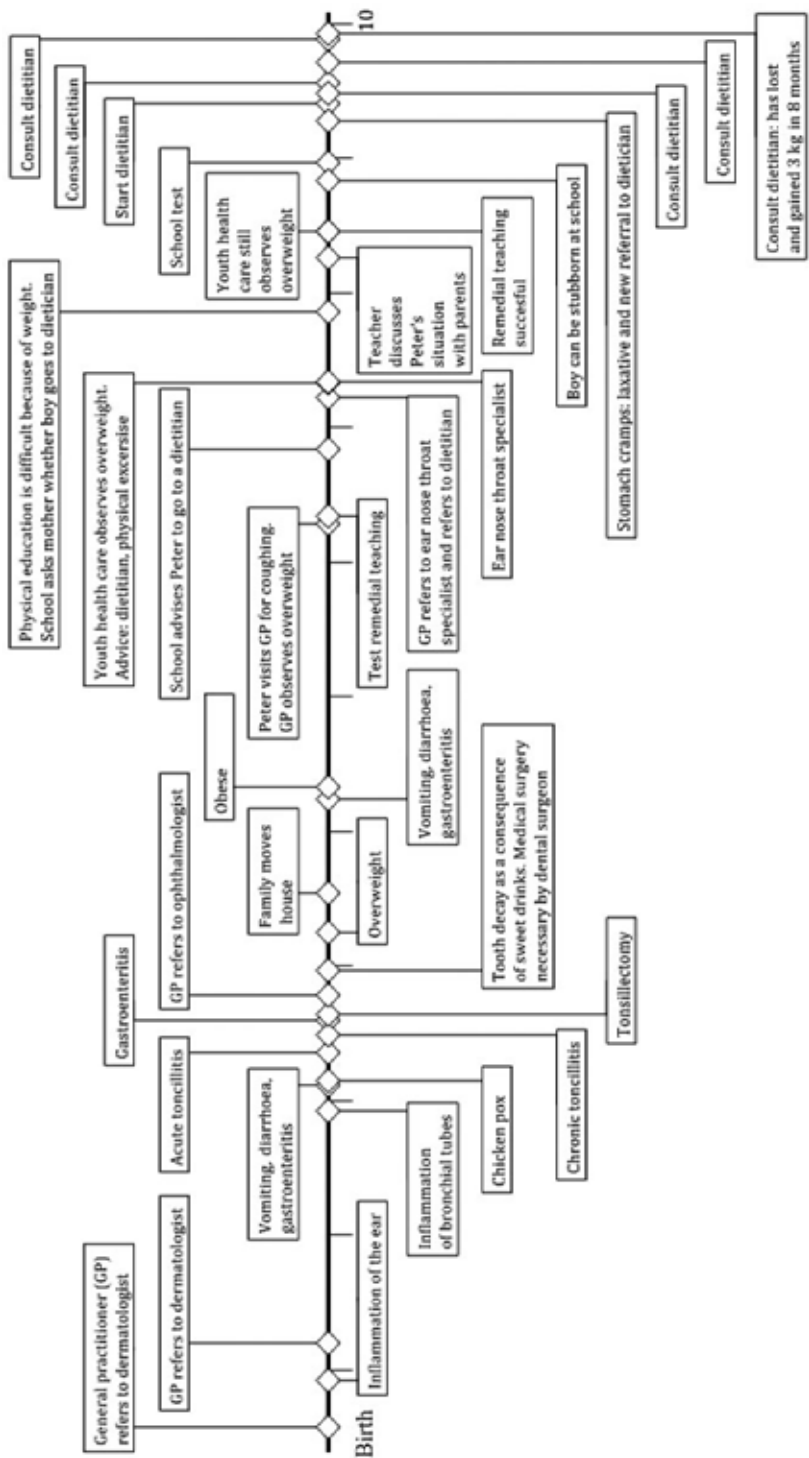 General practitioner (GP)
refers to dermatologist
GP refers to dermatologist
Vomiting, diarrhoea,
gastroenteritis
Acute toncillitis
Gastroenteritis
GP refers to ophthalmologist
Family moves
house
Obese
Peter visits GP for coughing.
GP observes overweight
School advises Peter to go to a dietitian
Youth health care observes overweight.
Advice: dietitian, physical excersise
Physical education is difficult because of weight.
School asks mother whether boy goes to dietician
Youth health
care still
observes
overweight
School test
Start dietitian
Consult dietitian
Consult dietitian
Birth
10
Inflammation of the ear
Inflammation
of bronchial tubes
Chicken pox
Chronic toncillitis
Tonsillectomy
Tooth decay as a consequence
of sweet drinks. Medical surgery
necessary by dental surgeon
Overweight
Vomiting, diarrhoea,
gastroenteritis
Test remedial teaching
GP refers to ear nose throat
specialist and refers to dietitian
Ear nose throat specialist
Teacher
discusses
Peter's
situation
with parents
Remedial teaching
succesful
Boy can be stubborn at school
Stomach cramps: laxative and new referral to dietician
Consult dietitian
Consult dietitian
Consult dietitian: has lost
and gained 3 kg in 8 months